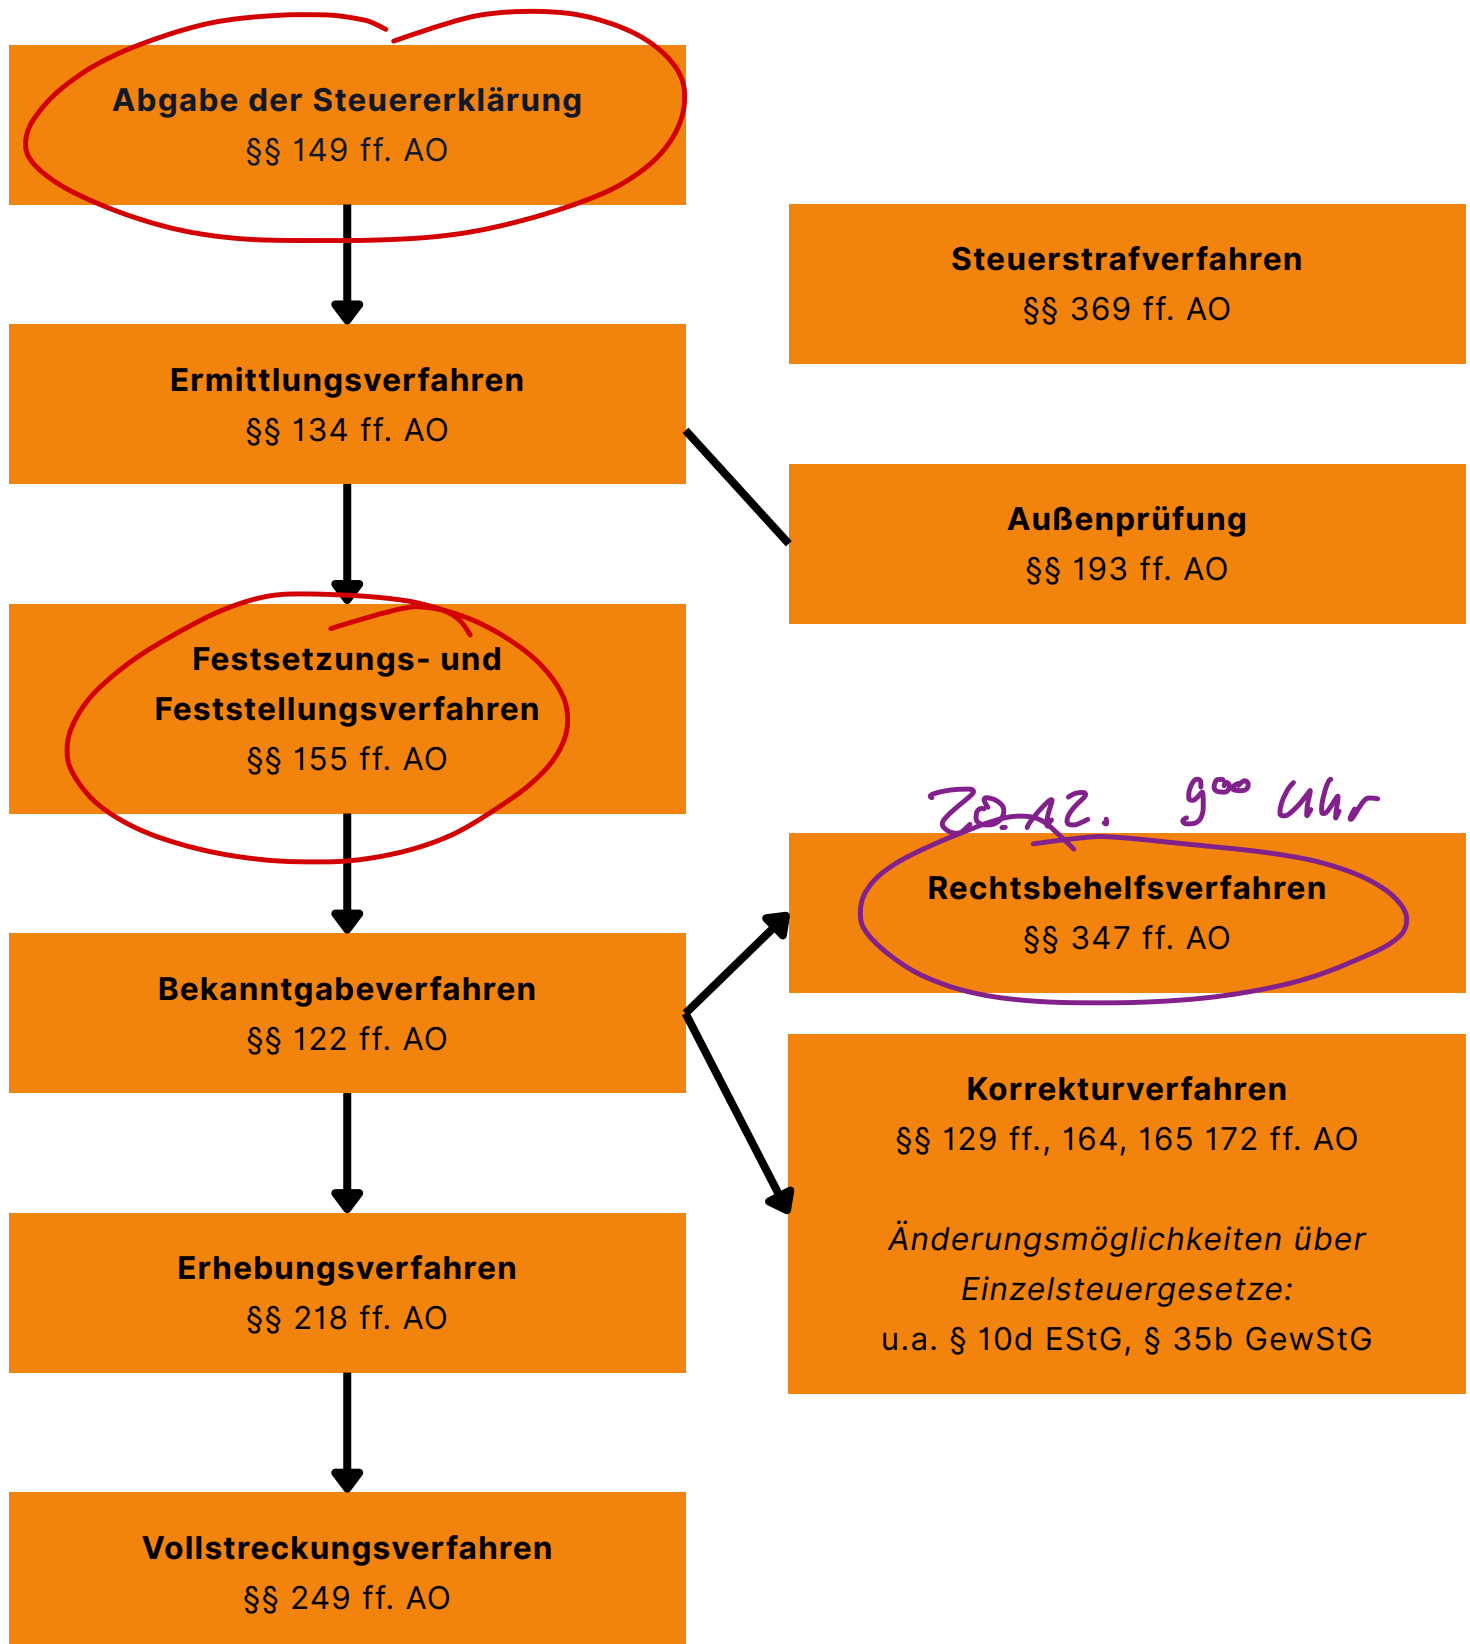 Abgabe der Steuererklärung
§§ 149 ff. AO
Ermittlungsverfahren
§§ 134 ff. AO
Festsetzungs- und
Feststellungsverfahren
§§ 155 ff. AO
Bekanntgabeverfahren
§§ 122 ff. AO
Erhebungsverfahren
§§ 218 ff. AO
Vollstreckungsverfahren
§§ 249 ff. AO
Steuerstrafverfahren
§§ 369 ff. AO
Außenprüfung
§§ 193 ff. AO
20.12. 9⁰⁰ Uhr
Rechtsbehelfsverfahren
§§ 347 ff. AO
Korrekturverfahren
§§ 129 ff., 164, 165 172 ff. AO
Änderungsmöglichkeiten über
Einzelsteuergesetze:
u.a. § 10d EStG, § 35b GewStG